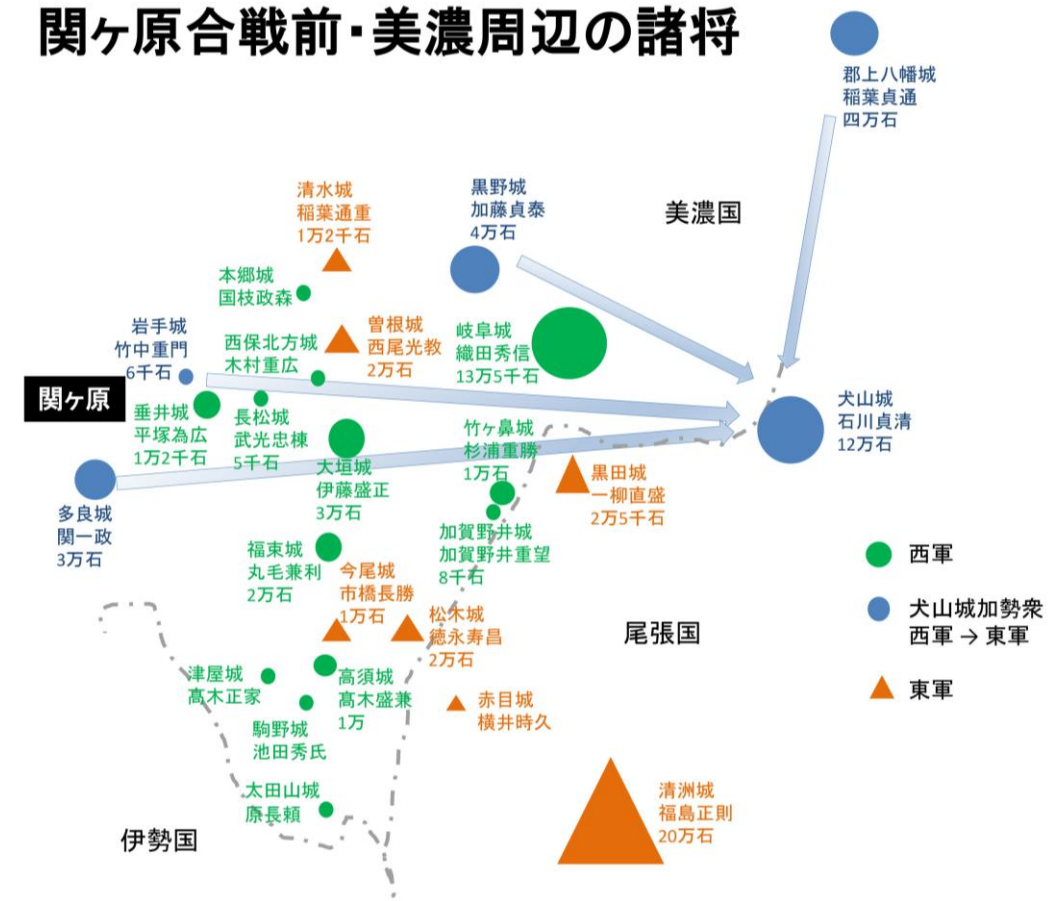 関ヶ原合戦前・美濃周辺の諸将
郡上八幡城
稲葉貞通
四万石
清水城
稲葉通重
1万2千石
黒野城
加藤貞泰
4万石
美濃国
本郷城
国枝政森
岩手城
竹中重門
6千石
西保北方城
木村重広
曽根城
西尾光教
2万石
岐阜城
織田秀信
13万5千石
関ヶ原
垂井城
平塚為広
1万2千石
長松城
武光忠棟
5千石
大垣城
伊藤盛正
3万石
竹ヶ鼻城
杉浦重勝
1万石
犬山城
石川貞清
12万石
多良城
関一政
3万石
黒田城
一柳直盛
2万5千石
加賀野井城
加賀野井重望
8千石
福束城
丸毛兼利
2万石
今尾城
市橋長勝
1万石
松木城
徳永寿昌
2万石
西軍
犬山城加勢衆
西軍→東軍
東軍
尾張国
津屋城
高木正家
高須城
髙木盛兼
1万
駒野城
池田秀氏
赤目城
横井時久
太田山城
原長頼
清洲城
福島正則
20万石
伊勢国